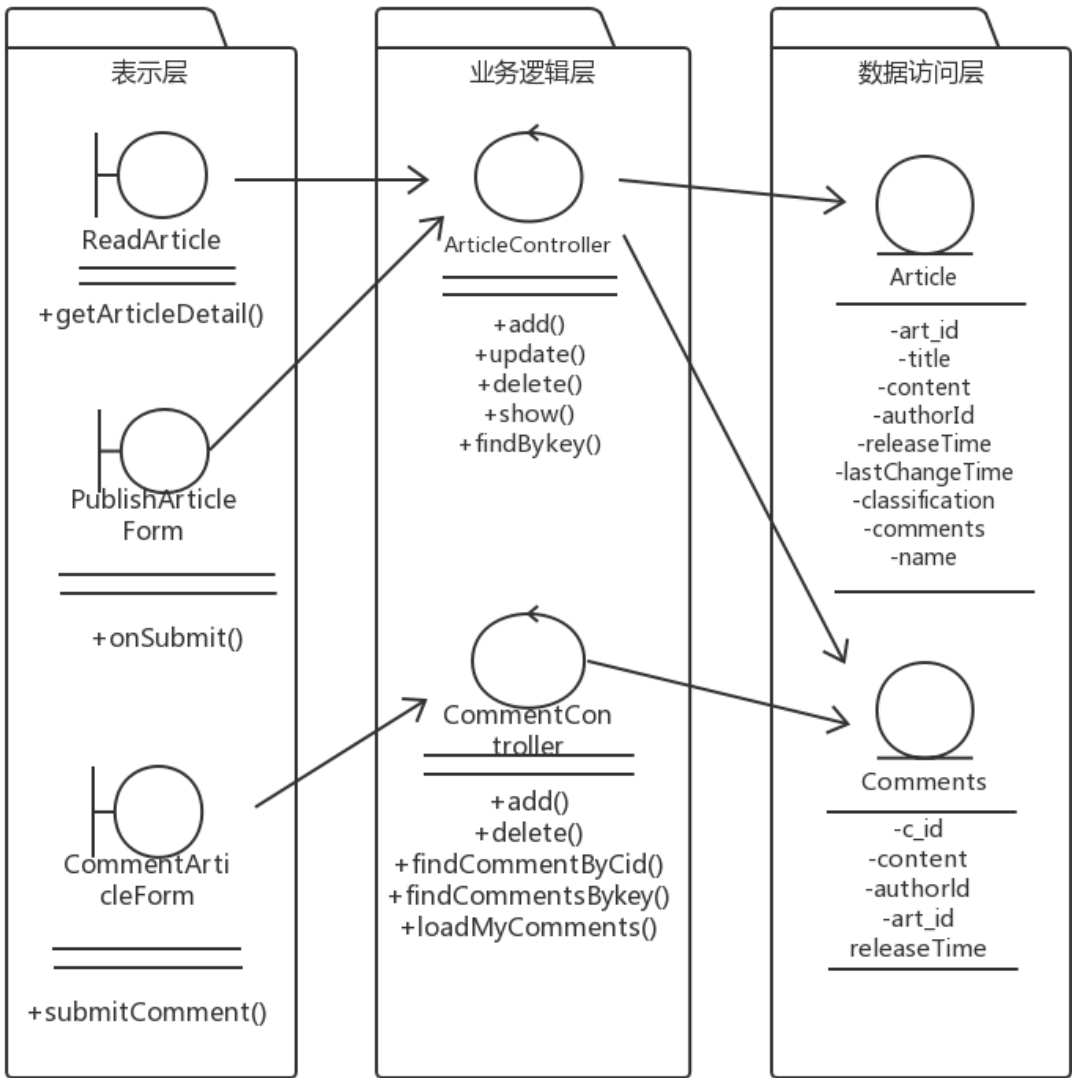 表示层
ReadArticle
+getArticleDetail()
PublishArticle
Form
+onSubmit()
CommentArti
cleForm
+submitComment()
业务逻辑层
ArticleController
+add()
+update()
+delete()
+show()
+findBykey()
CommentCon
troller
+add()
+delete()
+findCommentByCid()
+findCommentsBykey()
+loadMyComments()
数据访问层
Article
-art_id
-title
-content
-authorId
-releaseTime
-lastChangeTime
-classification
-comments
-name
Comments
-c_id
-content
-authorId
-art_id
releaseTime